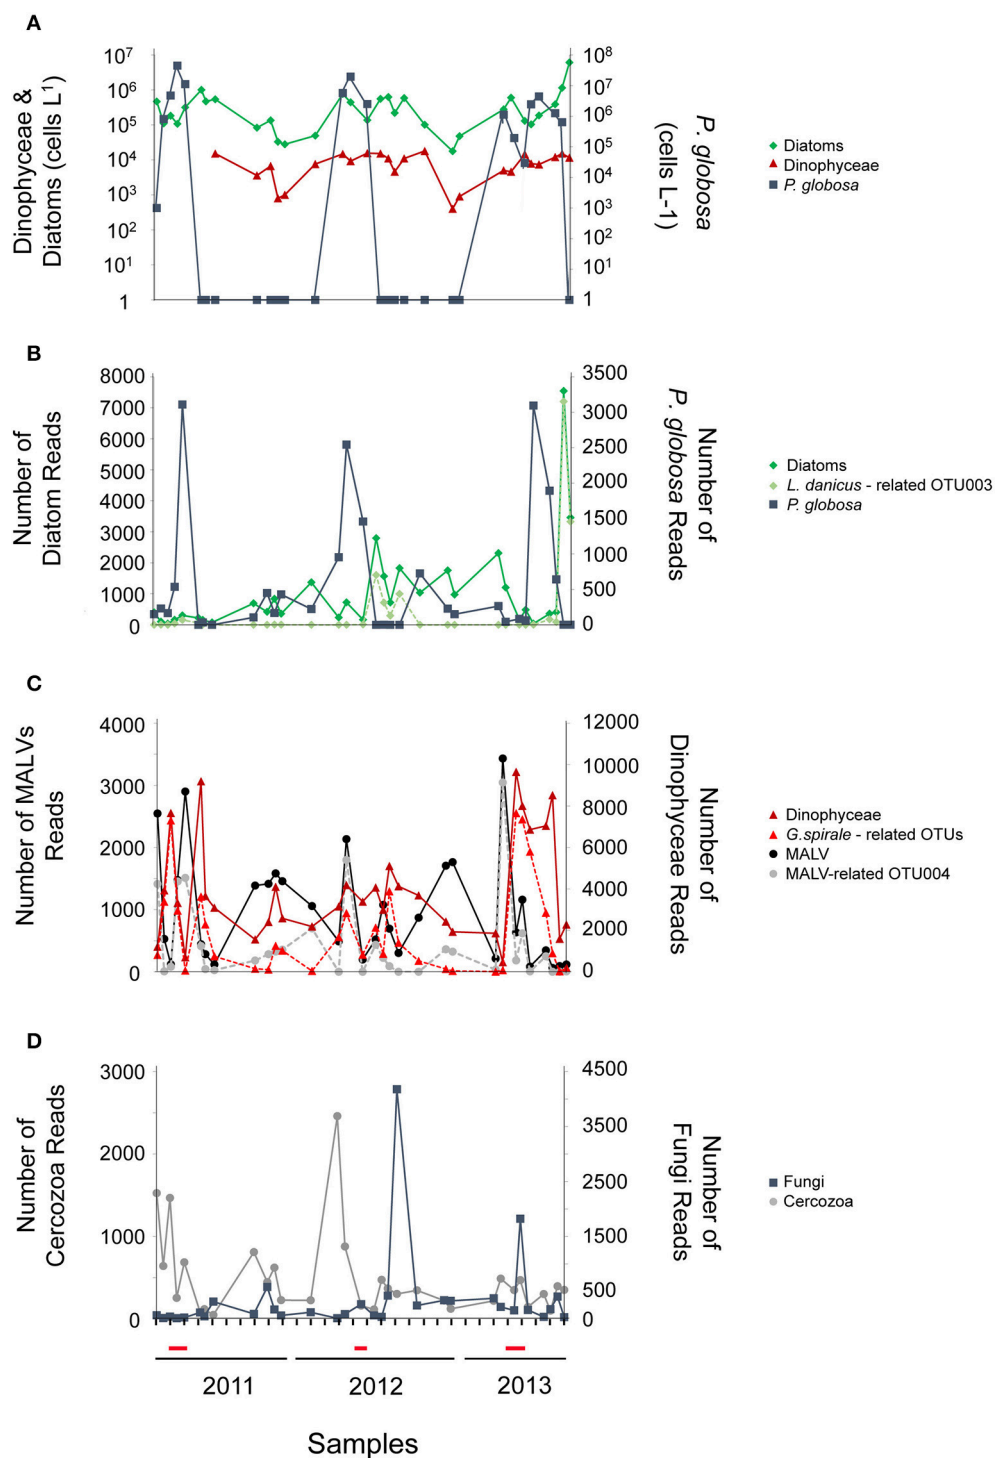 A
Dinophyceae &
Diatoms (cells L¹)
10⁷
10⁶
10⁵
10⁴
10³
10²
10¹
1
10⁸
10⁷
10⁶
10⁵
10⁴
10³
10²
10¹
1
P. globosa
(cells L-1)
Diatoms
Dinophyceae
P. globosa
B
Number of
Diatom Reads
8000
7000
6000
5000
4000
3000
2000
1000
0
3500
3000
2500
2000
1500
1000
500
0
Number of
P. globosa Reads
Diatoms
L. danicus - related OTU003
P. globosa
C
Number of MALVs
Reads
4000
3000
2000
1000
0
12000
10000
8000
6000
4000
2000
0
Number of
Dinophyceae Reads
Dinophyceae
G.spirale - related OTUs
MALV
MALV-related OTU004
D
Number of
Cercozoa Reads
3000
2000
1000
0
4500
3500
2500
1500
500
0
Number of
Fungi Reads
Fungi
Cercozoa
2011
2012
2013
Samples